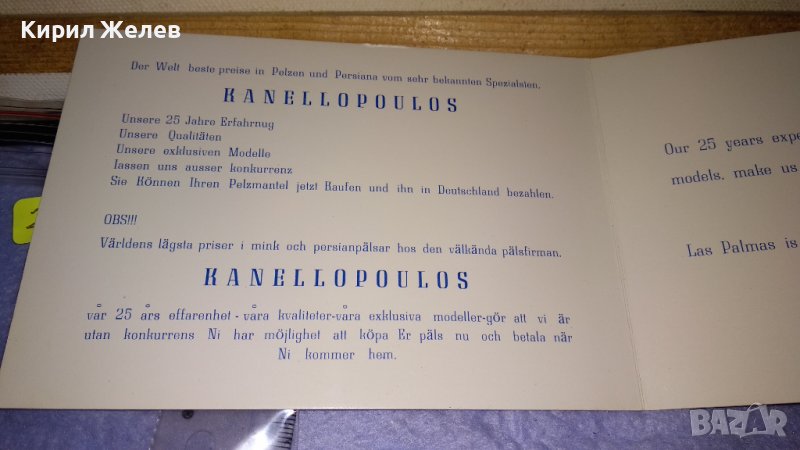 Кирил Желев
Der Welt beste preise in Pelzen und Persiana vom sehr bekannten Spezialsten.
KANELLOPOULOS
Unsere 25 Jahre Erfahrnug
Unsere Qualitäten
Unsere exklusiven Modelle
lassen uns ausser konkurrenz
Sie Können Ihren Pelzmantel jetzt Kaufen und ihn in Deutschland bezahlen.
OBS!!!
Världens lägsta priser i mink och persianpälsar hos den välkända pälsfirman.
KANELLOPOULOS
vår 25 års effarenhet - våra kvaliteter-våra exklusiva modeller-gör att vi är
utan konkurrens Ni har möjlighet att köpa Er päls nu och betala när
Ni kommer hem.
Our 25 years
models. make us
Las Palmas is
BAZAR